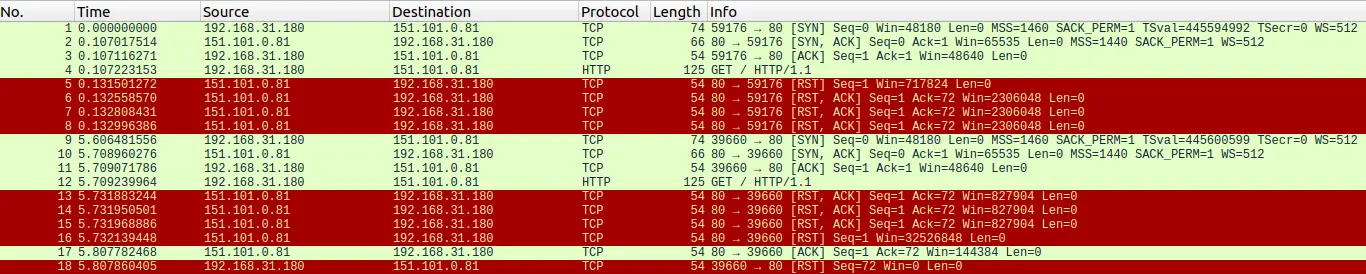 No. Time Source Destination Protocol Length Info
1 0.000000000 192.168.31.180 151.101.0.81 TCP 74 59176 → 80 [SYN] Seq=0 Win=48180 Len=0 MSS=1460 SACK_PERM=1 TSval=445594992 TSecr=0 WS=512
2 0.107017514 151.101.0.81 192.168.31.180 TCP 66 80 → 59176 [SYN, ACK] Seq=0 Ack=1 Win=65535 Len=0 MSS=1440 SACK_PERM=1 WS=512
3 0.107116271 192.168.31.180 151.101.0.81 TCP 54 59176 → 80 [ACK] Seq=1 Ack=1 Win=48640 Len=0
4 0.107223153 192.168.31.180 151.101.0.81 HTTP 125 GET / HTTP/1.1
5 0.131501272 151.101.0.81 192.168.31.180 TCP 54 80 → 59176 [RST] Seq=1 Win=717824 Len=0
6 0.132558570 151.101.0.81 192.168.31.180 TCP 54 80 → 59176 [RST, ACK] Seq=1 Ack=72 Win=2306048 Len=0
7 0.132808431 151.101.0.81 192.168.31.180 TCP 54 80 → 59176 [RST, ACK] Seq=1 Ack=72 Win=2306048 Len=0
8 0.132996386 151.101.0.81 192.168.31.180 TCP 54 80 → 59176 [RST, ACK] Seq=1 Ack=72 Win=2306048 Len=0
9 5.606481556 192.168.31.180 151.101.0.81 TCP 74 39660 → 80 [SYN] Seq=0 Win=48180 Len=0 MSS=1460 SACK_PERM=1 TSval=445600599 TSecr=0 WS=512
10 5.708960276 151.101.0.81 192.168.31.180 TCP 66 80 → 39660 [SYN, ACK] Seq=0 Ack=1 Win=65535 Len=0 MSS=1440 SACK_PERM=1 WS=512
11 5.709071786 192.168.31.180 151.101.0.81 TCP 54 39660 → 80 [ACK] Seq=1 Ack=1 Win=48640 Len=0
12 5.709239964 192.168.31.180 151.101.0.81 HTTP 125 GET / HTTP/1.1
13 5.731883244 151.101.0.81 192.168.31.180 TCP 54 80 → 39660 [RST, ACK] Seq=1 Ack=72 Win=827904 Len=0
14 5.731950501 151.101.0.81 192.168.31.180 TCP 54 80 → 39660 [RST, ACK] Seq=1 Ack=72 Win=827904 Len=0
15 5.731968886 151.101.0.81 192.168.31.180 TCP 54 80 → 39660 [RST, ACK] Seq=1 Ack=72 Win=827904 Len=0
16 5.732139448 151.101.0.81 192.168.31.180 TCP 54 80 → 39660 [RST] Seq=1 Win=32526848 Len=0
17 5.807782468 151.101.0.81 192.168.31.180 TCP 54 80 → 39660 [ACK] Seq=1 Ack=72 Win=144384 Len=0
18 5.807860405 192.168.31.180 151.101.0.81 TCP 54 39660 → 80 [RST] Seq=72 Win=0 Len=0